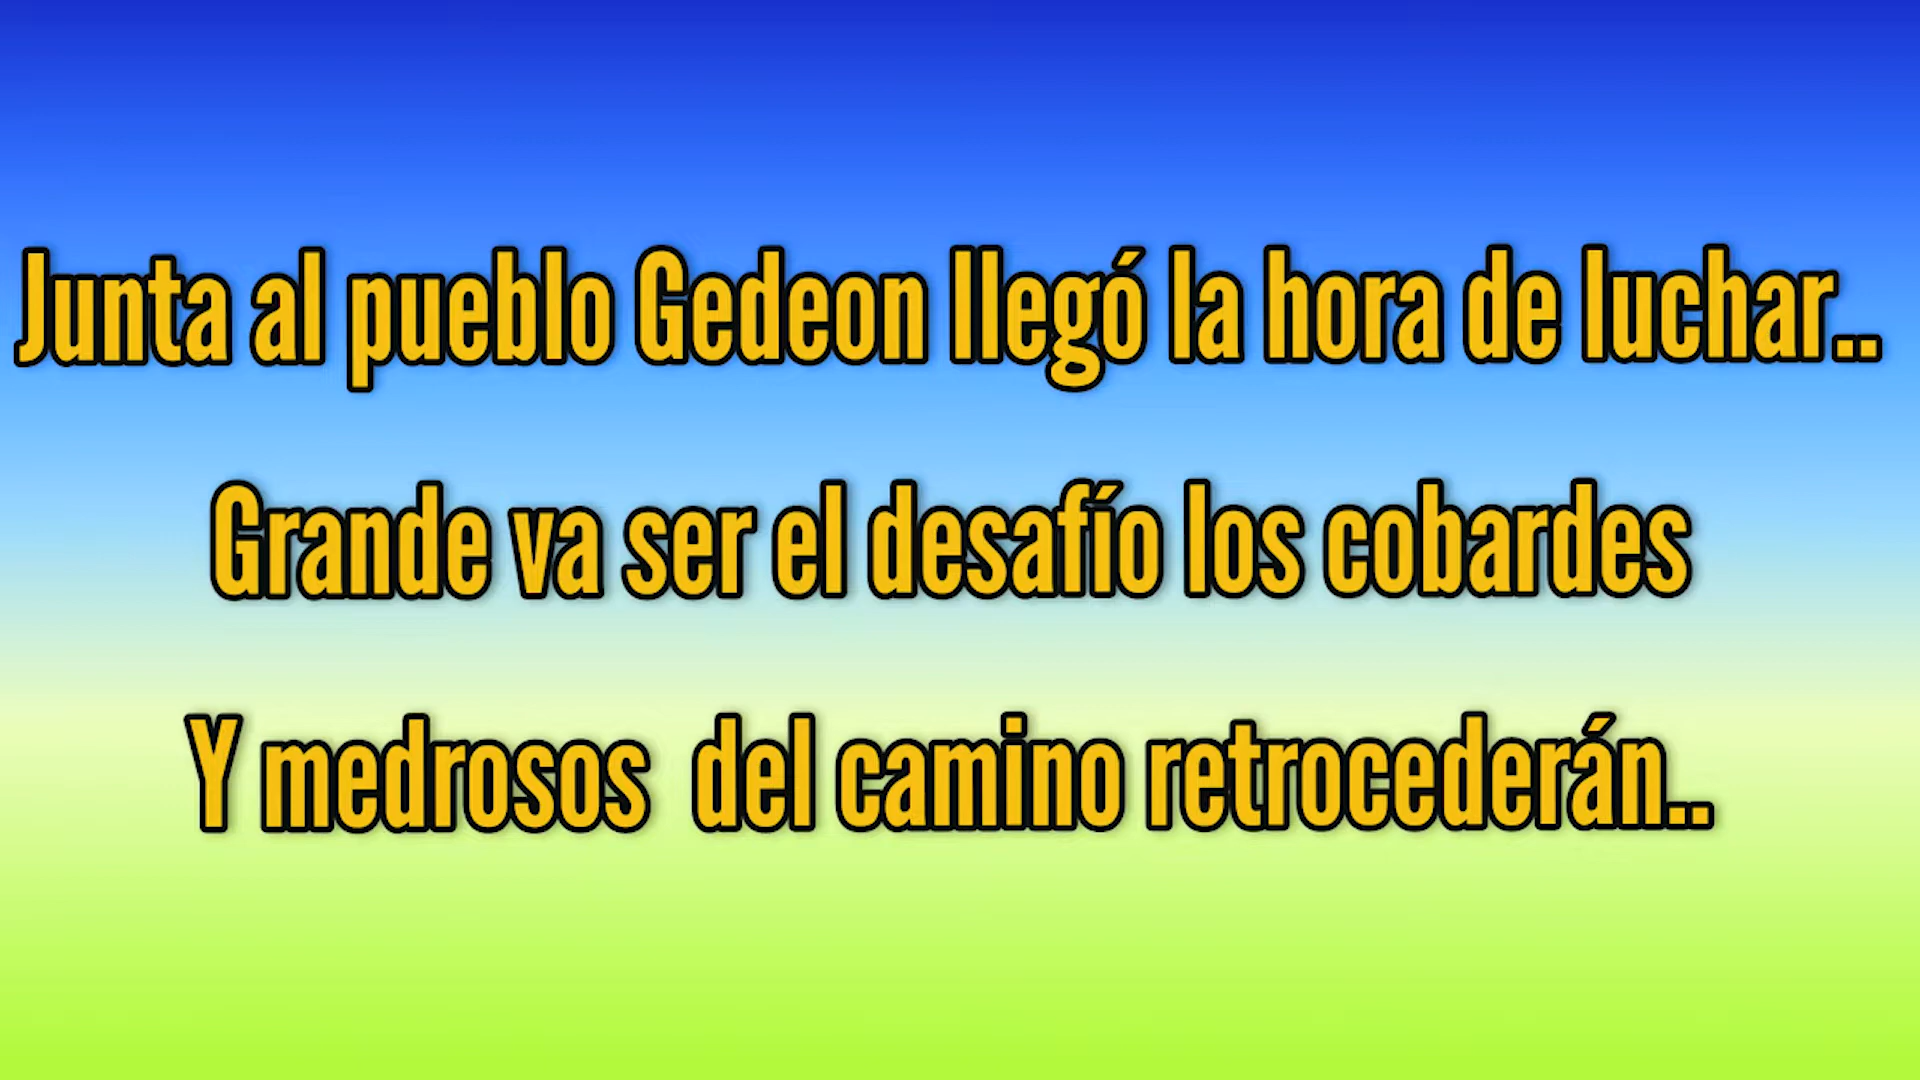 Junta al pueblo Gedeon llegó la hora de luchar..
Grande va ser el desafío los cobardes
Y medrosos del camino retrocederán..